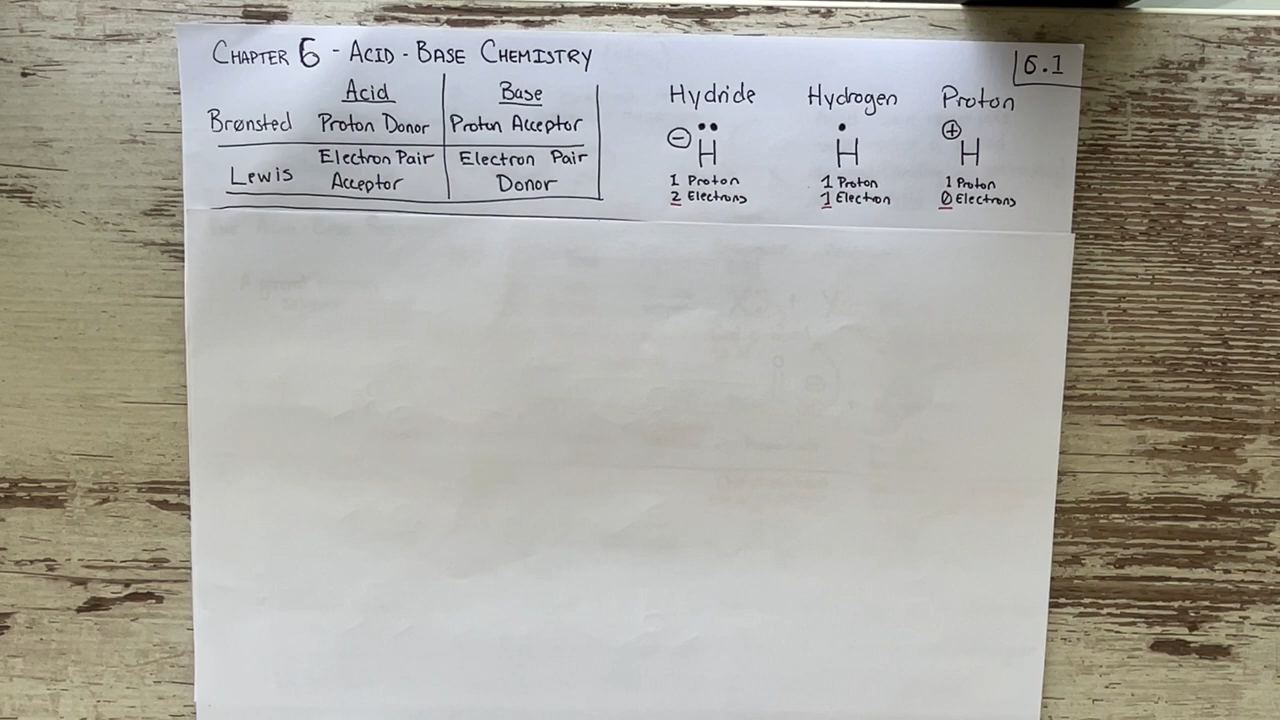 CHAPTER 6 - ACID - BASE CHEMISTRY
6.1
Acid Base
Brønsted Proton Donor Proton Acceptor
Lewis Electron Pair Acceptor Electron Pair Donor
Hydride Hydrogen Proton
⊖ •• • ⊕
H H H
1 Proton 1 Proton 1 Proton
2 Electrons 1 Electron 0 Electrons